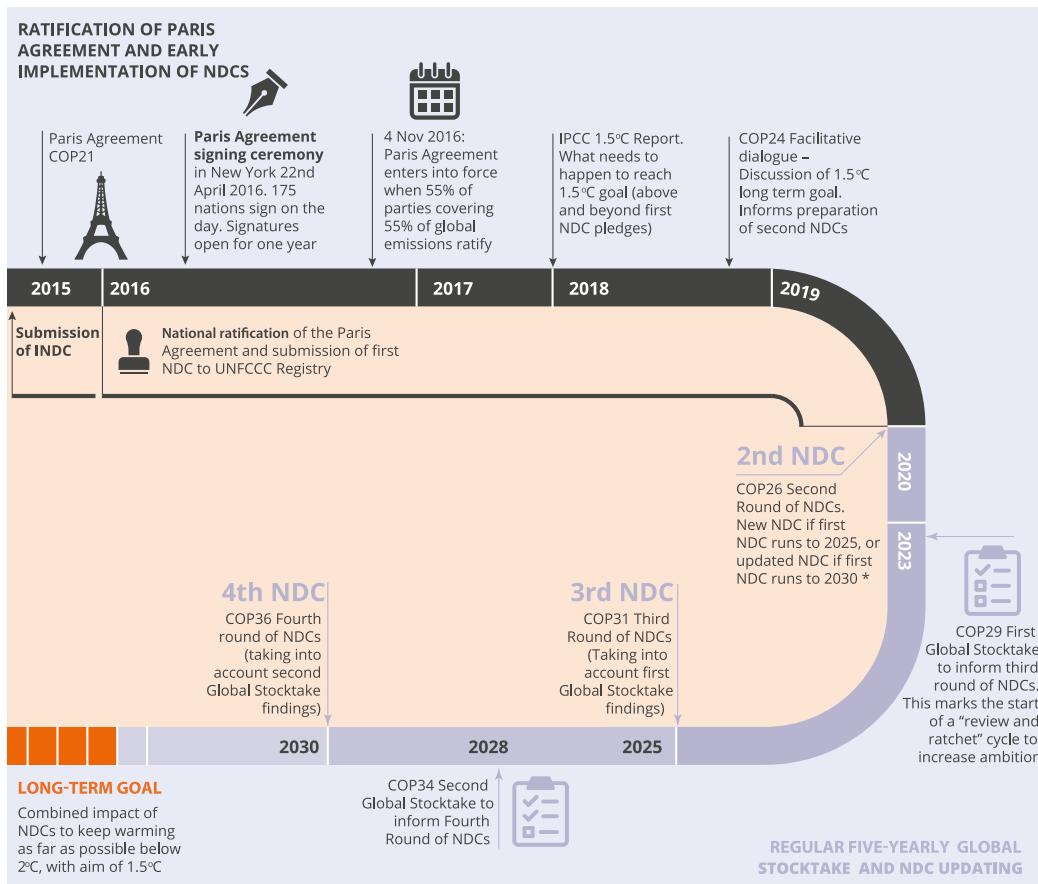 RATIFICATION OF PARIS
AGREEMENT AND EARLY
IMPLEMENTATION OF NDCS
Paris Agreement
COP21
Paris Agreement
signing ceremony
in New York 22nd
April 2016. 175
nations sign on the
day. Signatures
open for one year
4 Nov 2016:
Paris Agreement
enters into force
when 55% of
parties covering
55% of global
emissions ratify
IPCC 1.5ºC Report.
What needs to
happen to reach
1.5ºC goal (above
and beyond first
NDC pledges)
COP24 Facilitative
dialogue –
Discussion of 1.5ºC
long term goal.
Informs preparation
of second NDCs
2015
2016
2017
2018
2019
Submission
of INDC
National ratification of the Paris
Agreement and submission of first
NDC to UNFCCC Registry
2020
2nd NDC
COP26 Second
Round of NDCs.
New NDC if first
NDC runs to 2025, or
updated NDC if first
NDC runs to 2030 *
2023
COP29 First
Global Stocktake
to inform third
round of NDCs.
This marks the start
of a “review and
ratchet” cycle to
increase ambition
3rd NDC
COP31 Third
Round of NDCs
(Taking into
account first
Global Stocktake
findings)
4th NDC
COP36 Fourth
round of NDCs
(taking into
account second
Global Stocktake
findings)
2030
2028
2025
LONG-TERM GOAL
Combined impact of
NDCs to keep warming
as far as possible below
2ºC, with aim of 1.5ºC
COP34 Second
Global Stocktake to
inform Fourth
Round of NDCs
REGULAR FIVE-YEARLY GLOBAL
STOCKTAKE AND NDC UPDATING